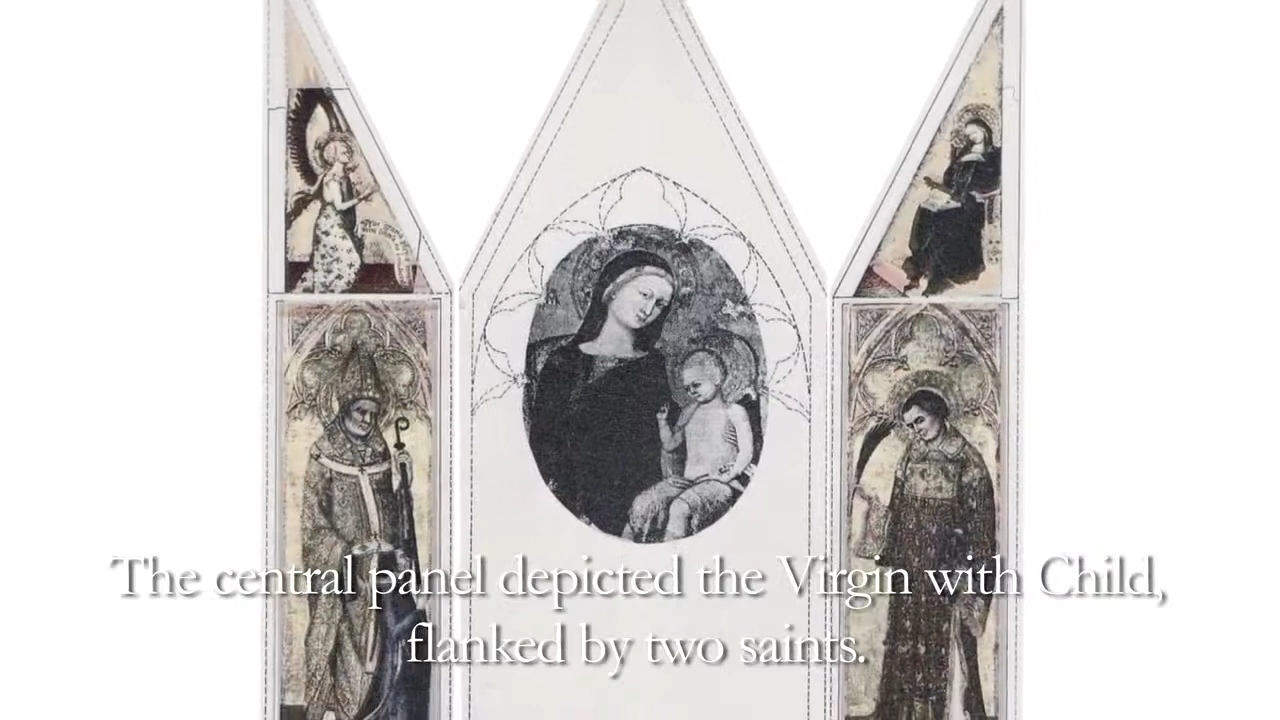 The central panel depicted the Virgin with Child,
flanked by two saints.